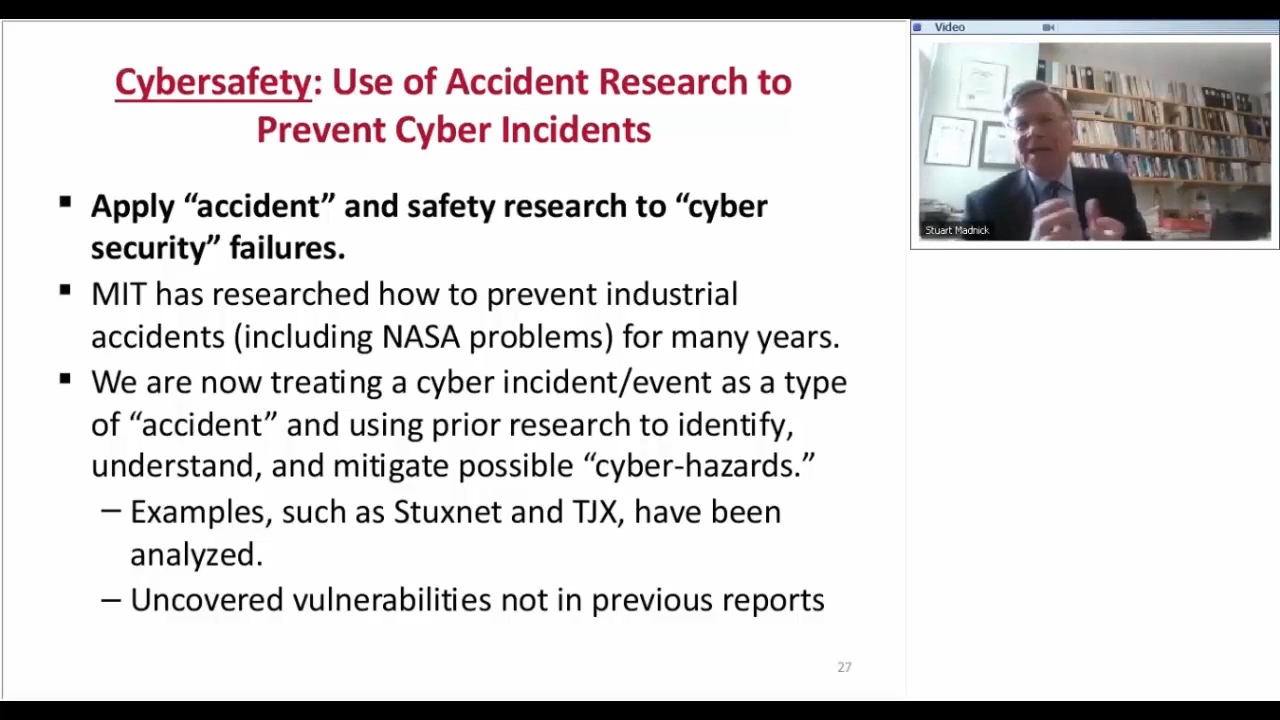 Cybersafety: Use of Accident Research to
Prevent Cyber Incidents
▪ Apply “accident” and safety research to “cyber
security” failures.
▪ MIT has researched how to prevent industrial
accidents (including NASA problems) for many years.
▪ We are now treating a cyber incident/event as a type
of “accident” and using prior research to identify,
understand, and mitigate possible “cyber-hazards.”
– Examples, such as Stuxnet and TJX, have been
analyzed.
– Uncovered vulnerabilities not in previous reports
27
Video
Stuart Madnick